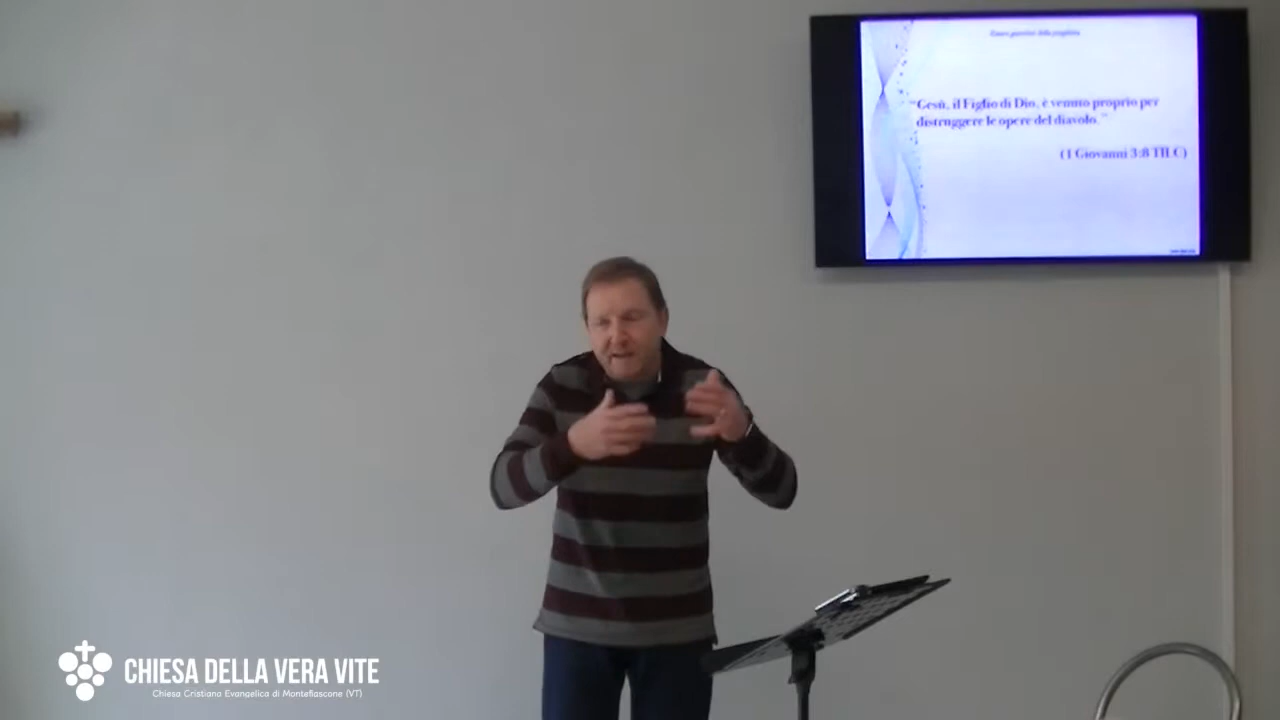 "Gesù, il Figlio di Dio, è venuto proprio per
distruggere le opere del diavolo."
(1 Giovanni 3:8 TILC)
CHIESA DELLA VERA VITE
Chiesa Cristiana Evangelica di Montefiascone (VT)